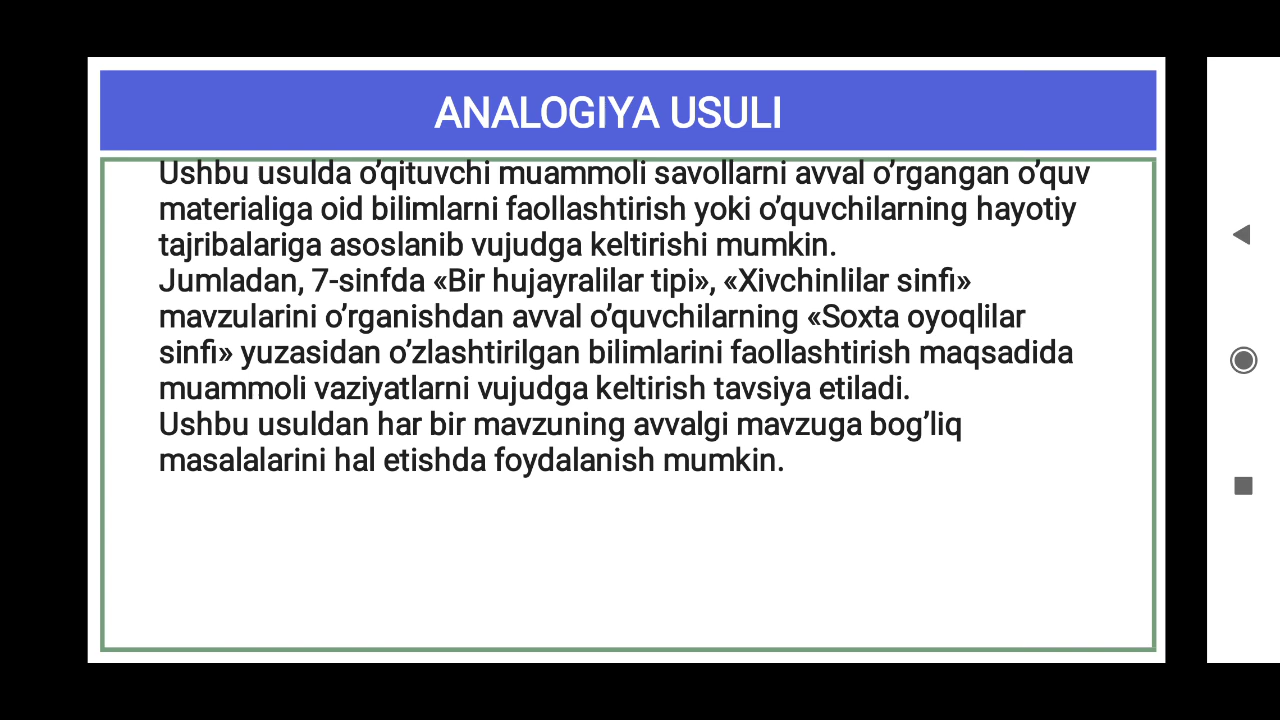 ANALOGIYA USULI
Ushbu usulda o’qituvchi muammoli savollarni avval o’rgangan o’quv
materialiga oid bilimlarni faollashtirish yoki o’quvchilarning hayotiy
tajribalariga asoslanib vujudga keltirishi mumkin.
Jumladan, 7-sinfda «Bir hujayralilar tipi», «Xivchinlilar sinfi»
mavzularini o’rganishdan avval o’quvchilarning «Soxta oyoqlilar
sinfi» yuzasidan o’zlashtirilgan bilimlarini faollashtirish maqsadida
muammoli vaziyatlarni vujudga keltirish tavsiya etiladi.
Ushbu usuldan har bir mavzuning avvalgi mavzuga bog’liq
masalalarini hal etishda foydalanish mumkin.